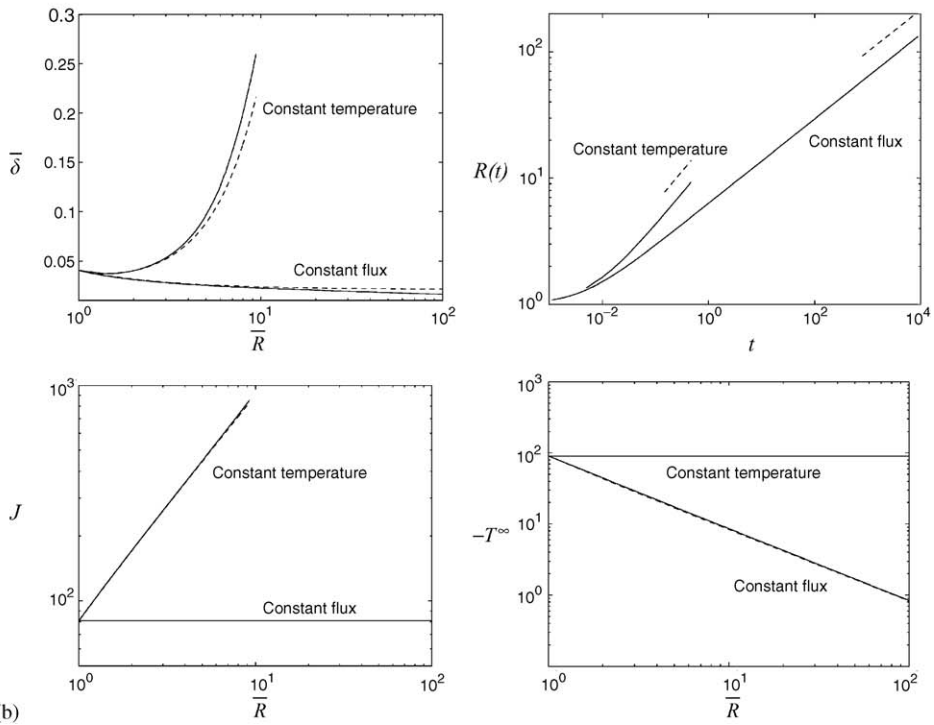 0.3
0.25
0.2
0.15
0.1
0.05
δ̅
Constant temperature
Constant flux
10⁰ 10¹ 10²
R̅
10²
10¹
10⁰
R(t)
Constant temperature
Constant flux
10⁻² 10⁰ 10² 10⁴
t
10³
10²
J
Constant temperature
Constant flux
10⁰ 10¹ 10²
R̅
10³
10²
10¹
10⁰
−T∞
Constant temperature
Constant flux
10⁰ 10¹ 10²
R̅
b)